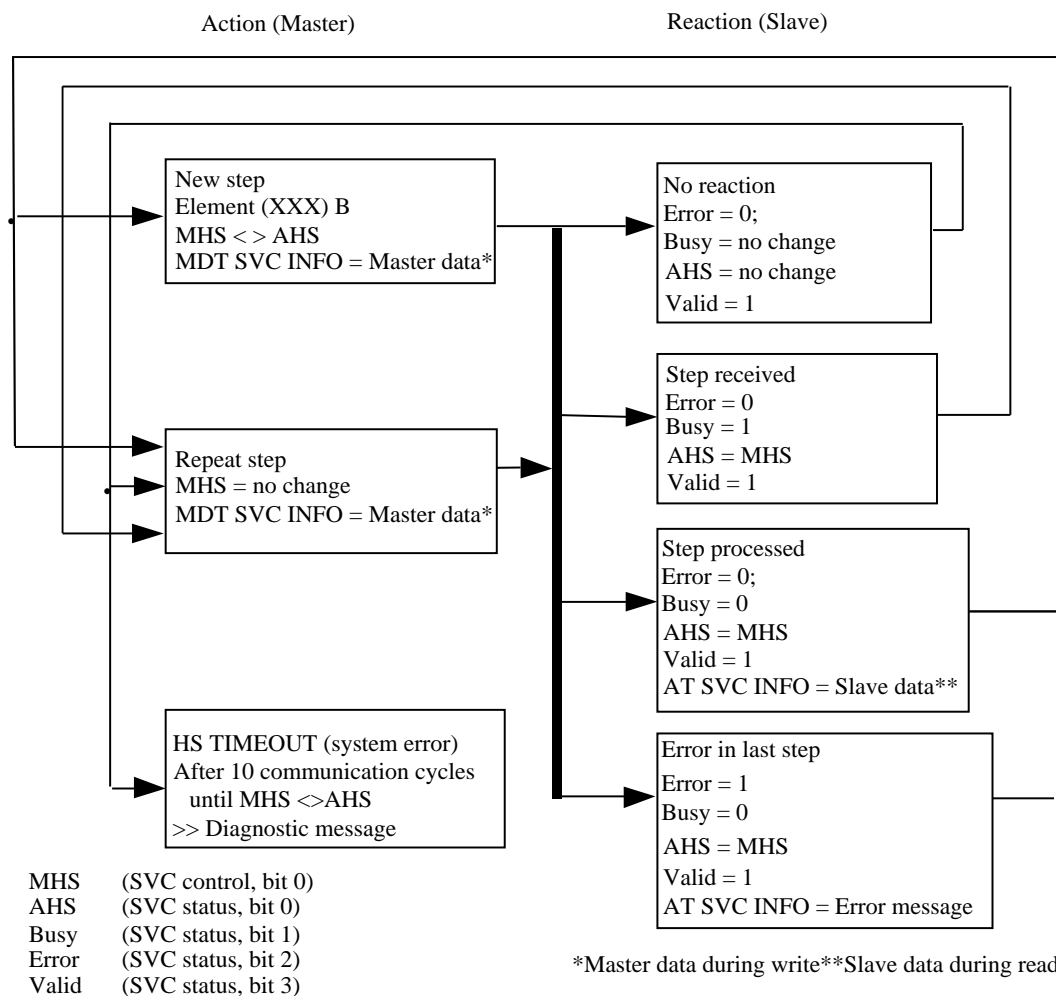 Action (Master)
Reaction (Slave)
New step
Element (XXX) B
MHS < > AHS
MDT SVC INFO = Master data*
No reaction
Error = 0;
Busy = no change
AHS = no change
Valid = 1
Step received
Error = 0
Busy = 1
AHS = MHS
Valid = 1
Repeat step
MHS = no change
MDT SVC INFO = Master data*
Step processed
Error = 0;
Busy = 0
AHS = MHS
Valid = 1
AT SVC INFO = Slave data**
HS TIMEOUT (system error)
After 10 communication cycles
until MHS <>AHS
>> Diagnostic message
Error in last step
Error = 1
Busy = 0
AHS = MHS
Valid = 1
AT SVC INFO = Error message
MHS (SVC control, bit 0)
AHS (SVC status, bit 0)
Busy (SVC status, bit 1)
Error (SVC status, bit 2)
Valid (SVC status, bit 3)
*Master data during write**Slave data during read